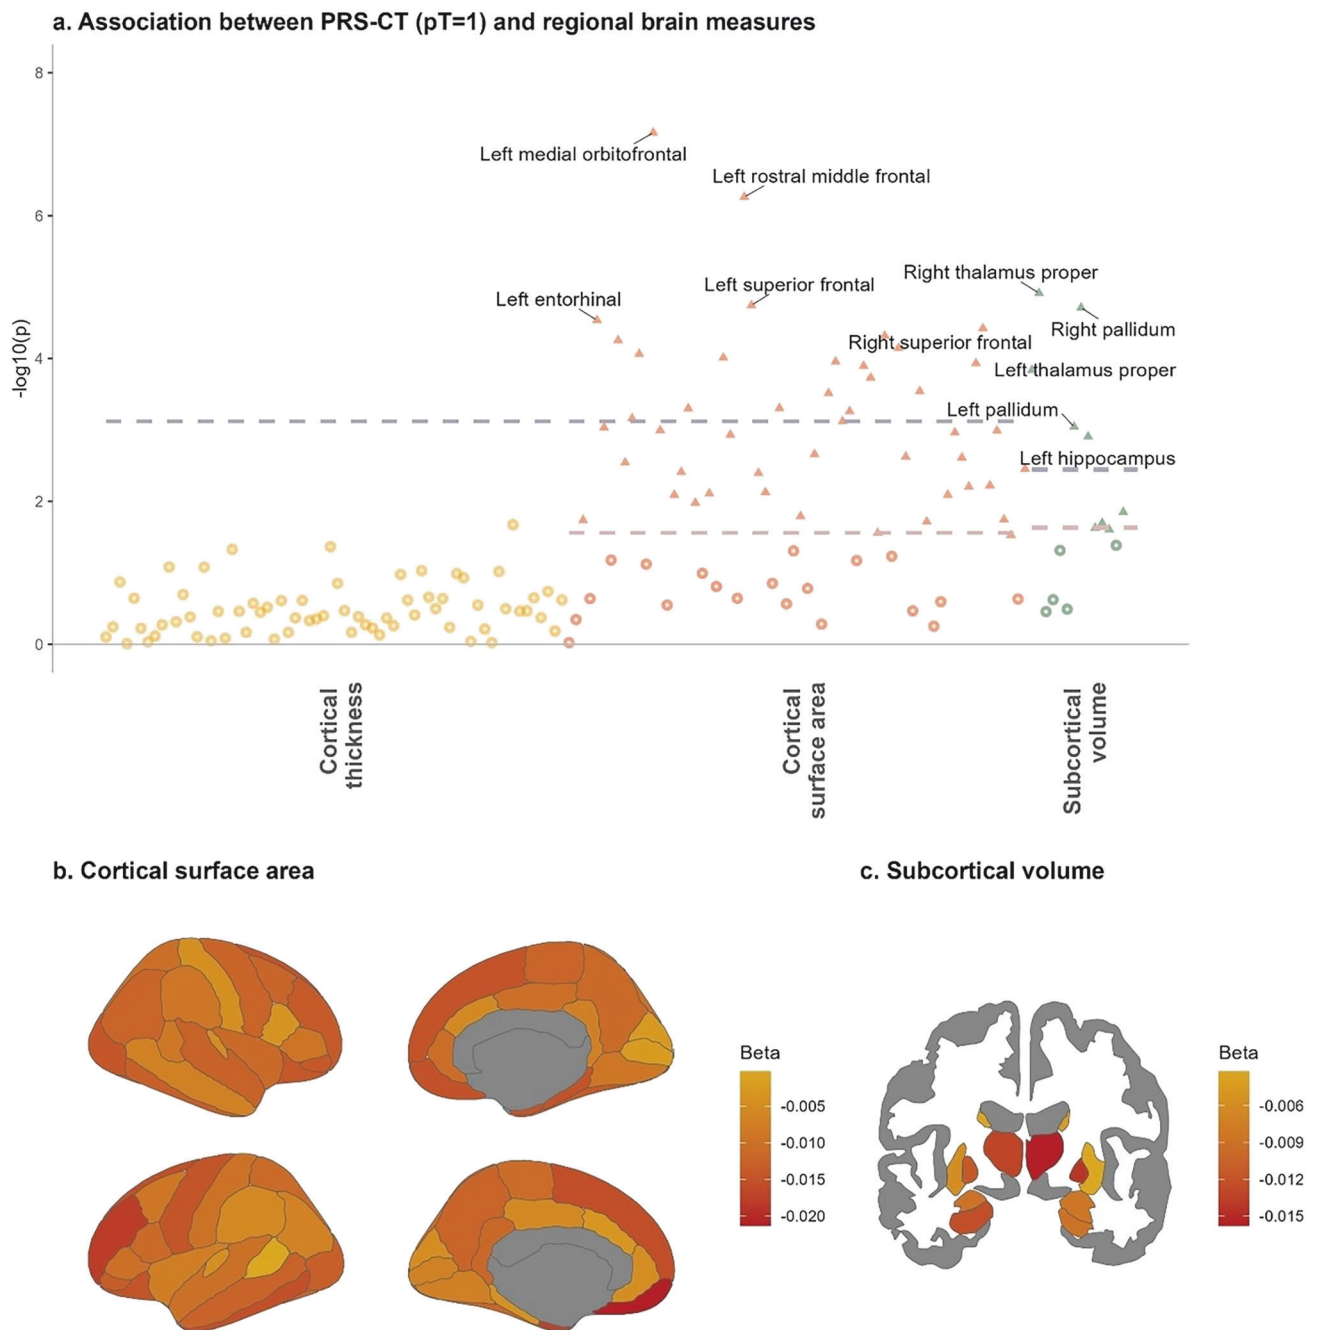 a. Association between PRS-CT (pT=1) and regional brain measures
8
6
4
2
0
-log10(p)
Left medial orbitofrontal
Left rostral middle frontal
Right thalamus proper
Left superior frontal
Left entorhinal
Right pallidum
Right superior frontal
Left thalamus proper
Left pallidum
Left hippocampus
Cortical
thickness
Cortical
surface area
Subcortical
volume
b. Cortical surface area
c. Subcortical volume
Beta
-0.005
-0.010
-0.015
-0.020
Beta
-0.006
-0.009
-0.012
-0.015